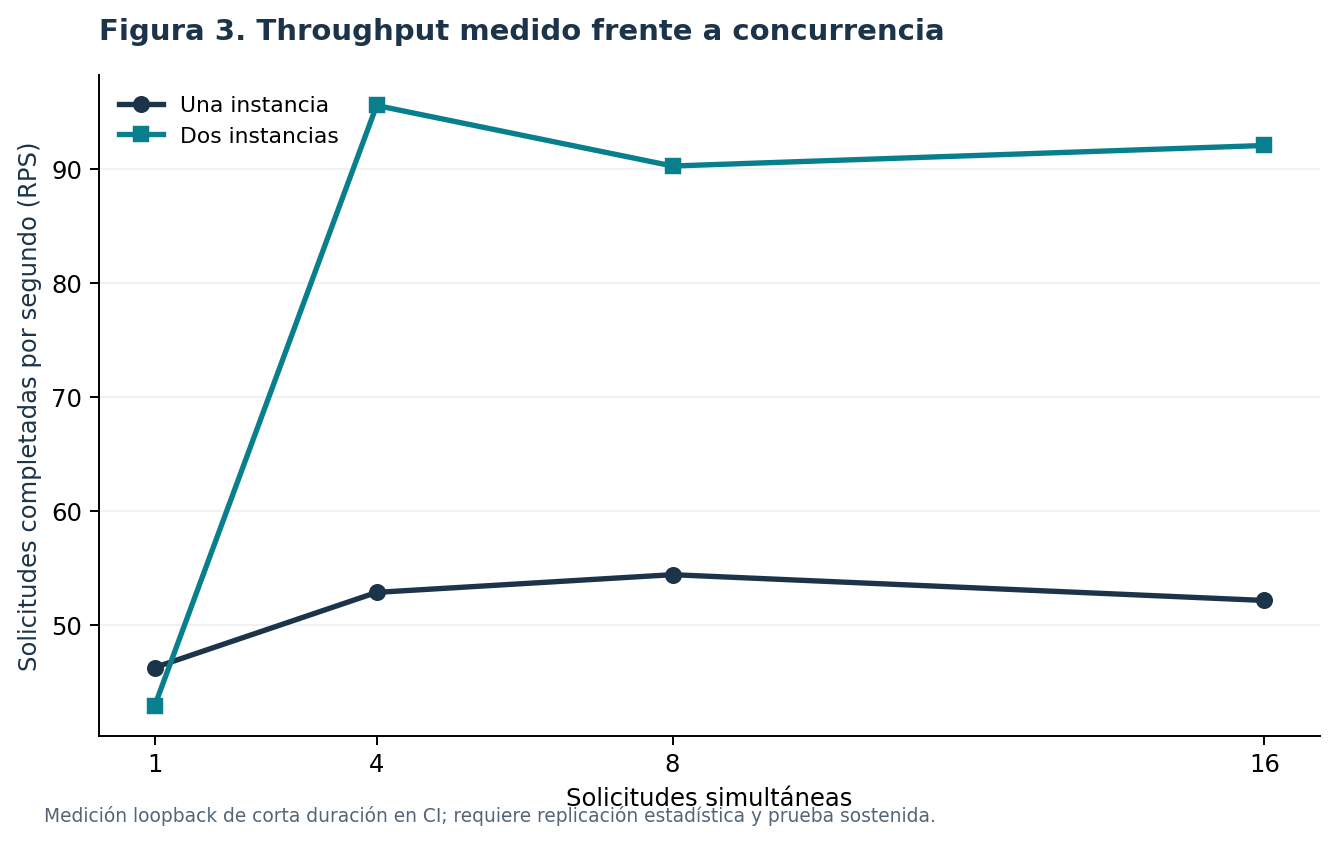 Figura 3. Throughput medido frente a concurrencia
Una instancia
Dos instancias
Solicitudes completadas por segundo (RPS)
90
80
70
60
50
1 4 8 16
Solicitudes simultáneas
Medición loopback de corta duración en CI; requiere replicación estadística y prueba sostenida.